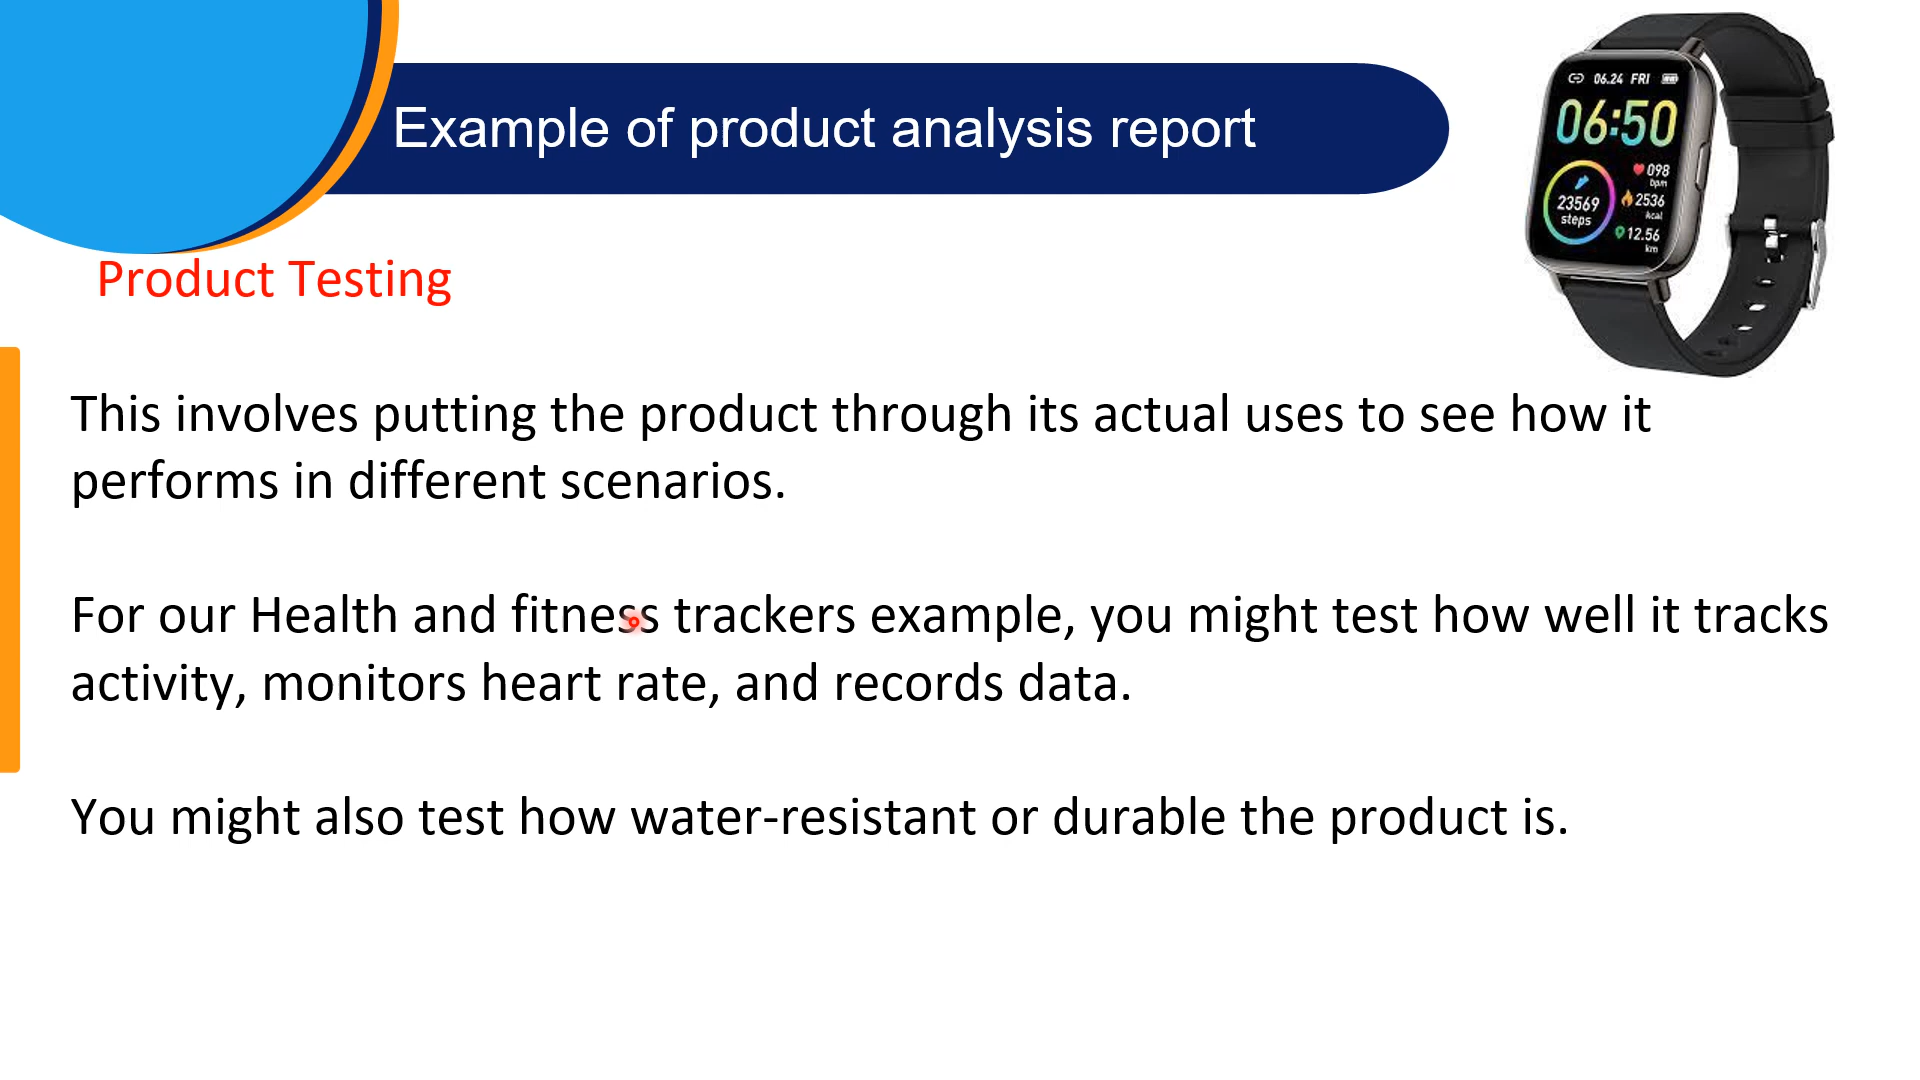 Example of product analysis report
06.24 FRI
06:50
098
bpm
23569
steps
2536
kcal
12.56
km
Product Testing
This involves putting the product through its actual uses to see how it
performs in different scenarios.
For our Health and fitness trackers example, you might test how well it tracks
activity, monitors heart rate, and records data.
You might also test how water-resistant or durable the product is.